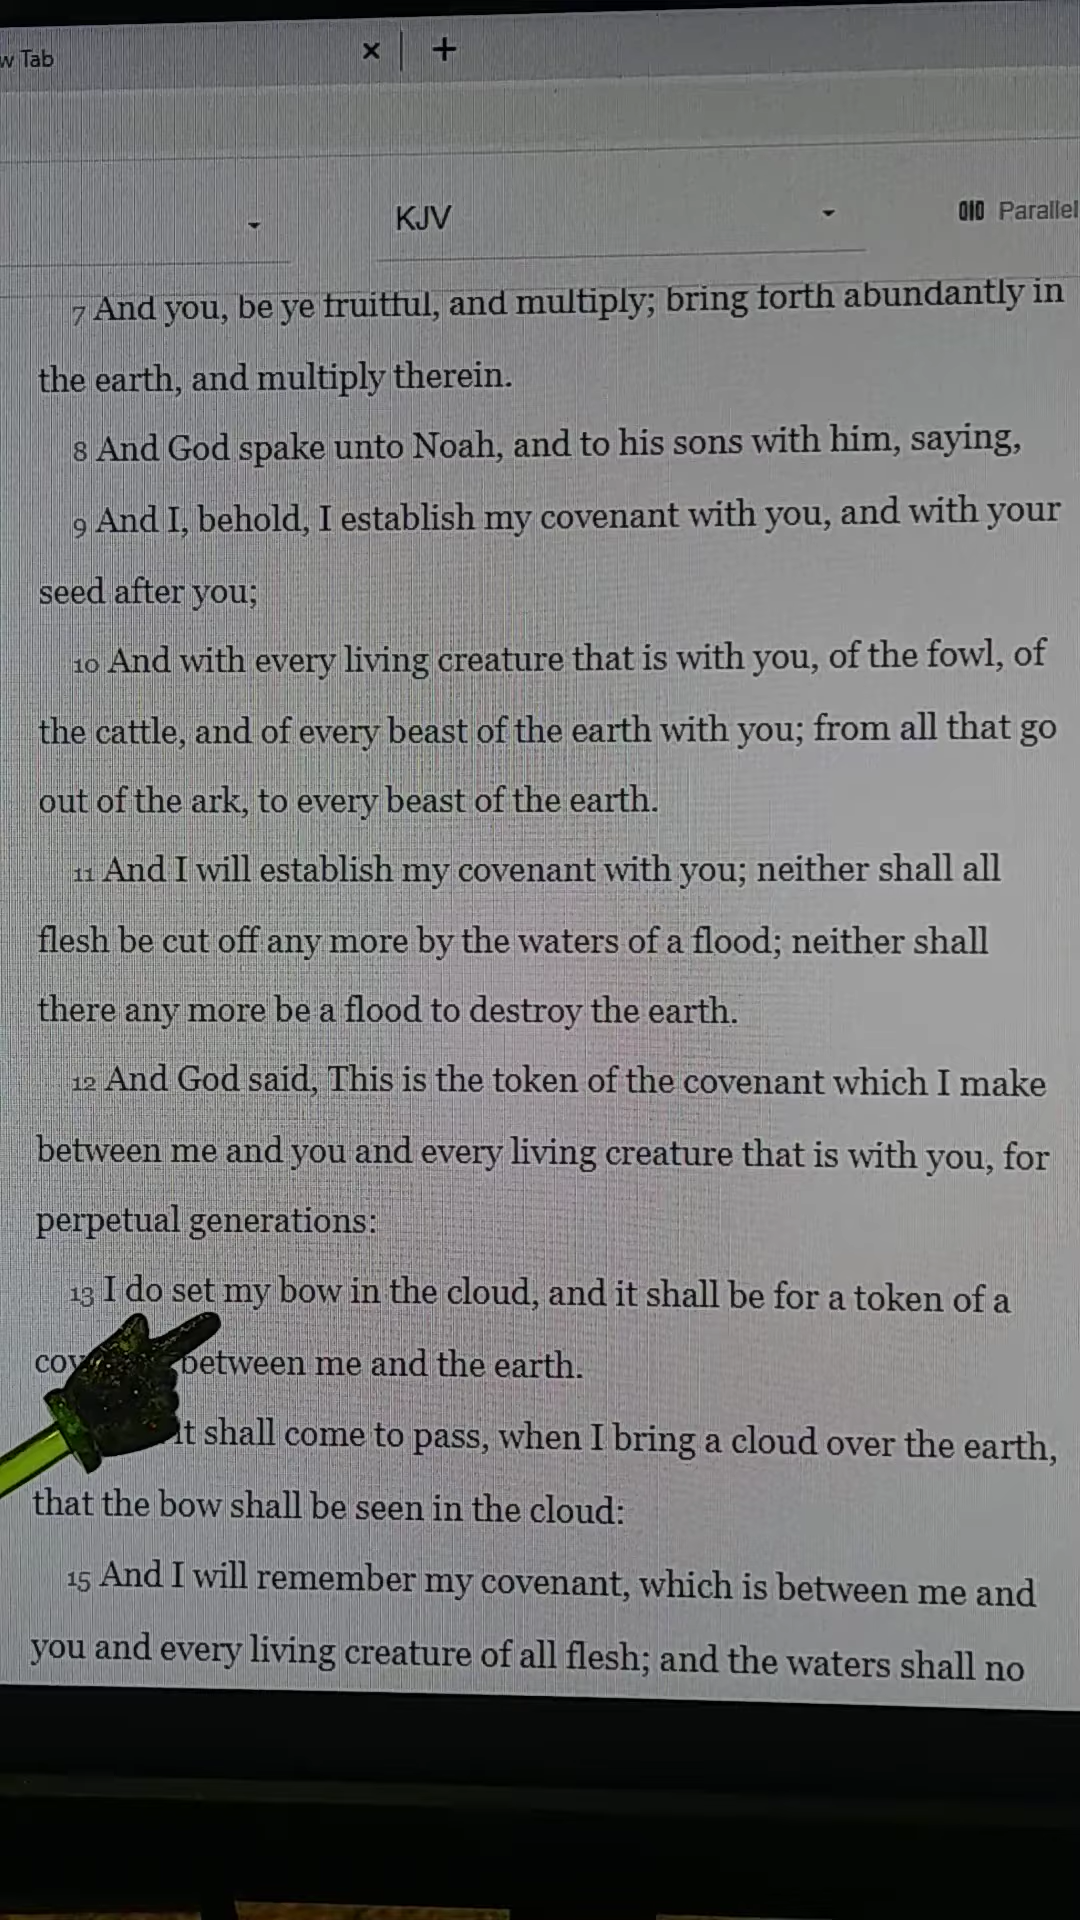 w Tab
KJV
Parallel
7 And you, be ye fruitful, and multiply; bring forth abundantly in
the earth, and multiply therein.
8 And God spake unto Noah, and to his sons with him, saying,
9 And I, behold, I establish my covenant with you, and with your
seed after you;
10 And with every living creature that is with you, of the fowl, of
the cattle, and of every beast of the earth with you; from all that go
out of the ark, to every beast of the earth.
11 And I will establish my covenant with you; neither shall all
flesh be cut off any more by the waters of a flood; neither shall
there any more be a flood to destroy the earth.
12 And God said, This is the token of the covenant which I make
between me and you and every living creature that is with you, for
perpetual generations:
13 I do set my bow in the cloud, and it shall be for a token of a
between me and the earth.
it shall come to pass, when I bring a cloud over the earth,
that the bow shall be seen in the cloud:
15 And I will remember my covenant, which is between me and
you and every living creature of all flesh; and the waters shall no